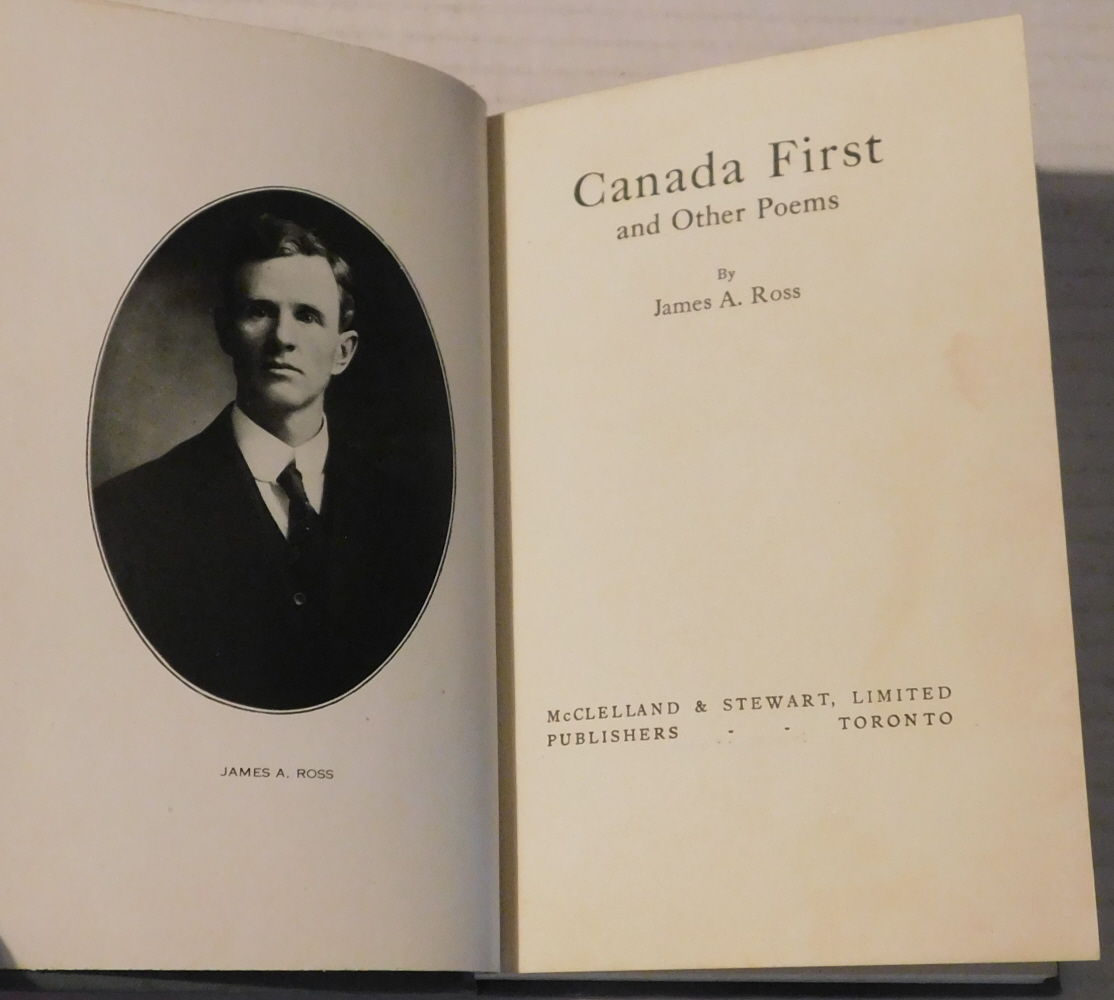 JAMES A. ROSS
Canada First
and Other Poems
By
James A. Ross
McCLELLAND & STEWART, LIMITED
PUBLISHERS - - TORONTO